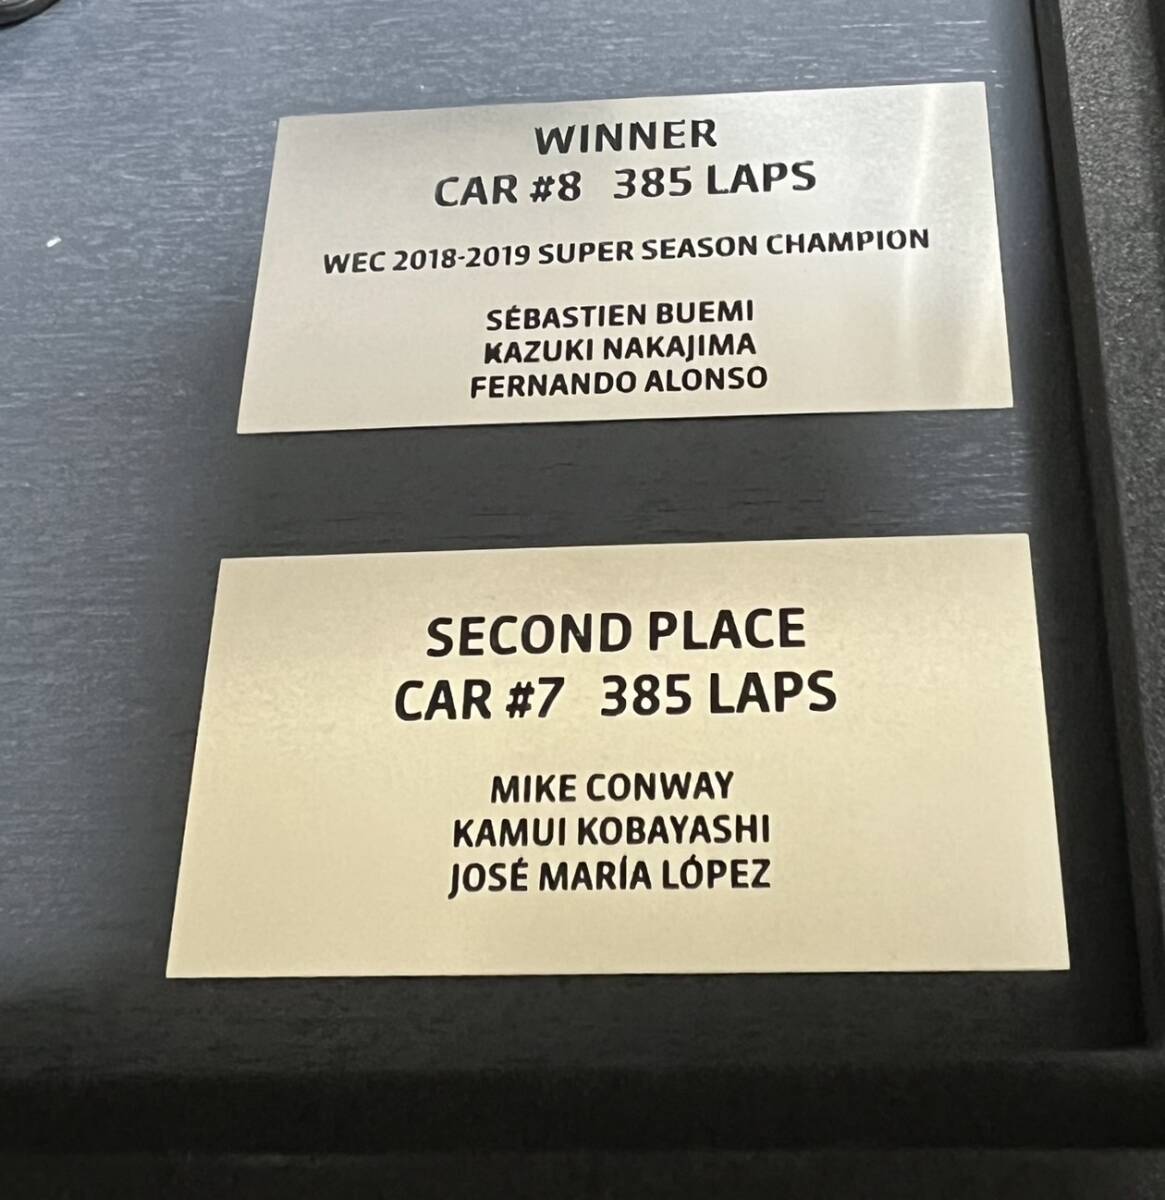 WINNER
CAR #8 385 LAPS
WEC 2018-2019 SUPER SEASON CHAMPION
SÉBASTIEN BUEMI
KAZUKI NAKAJIMA
FERNANDO ALONSO
SECOND PLACE
CAR #7 385 LAPS
MIKE CONWAY
KAMUI KOBAYASHI
JOSÉ MARÍA LÓPEZ